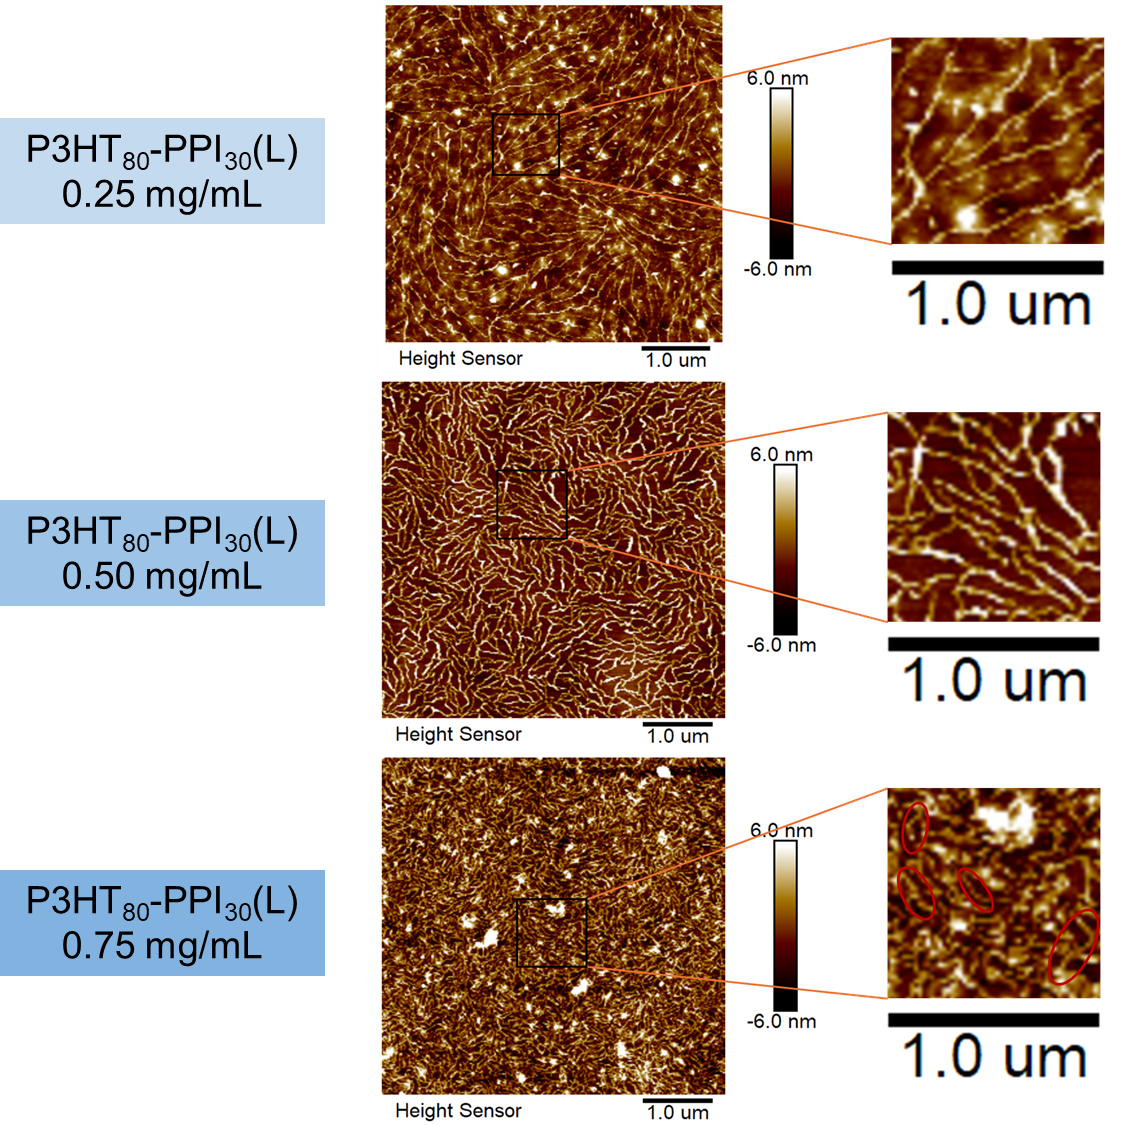 P3HT80-PPI30(L)
0.25 mg/mL
6.0 nm
-6.0 nm
1.0 um
Height Sensor
1.0 um
P3HT80-PPI30(L)
0.50 mg/mL
6.0 nm
-6.0 nm
1.0 um
Height Sensor
1.0 um
P3HT80-PPI30(L)
0.75 mg/mL
6.0 nm
-6.0 nm
1.0 um
Height Sensor
1.0 um